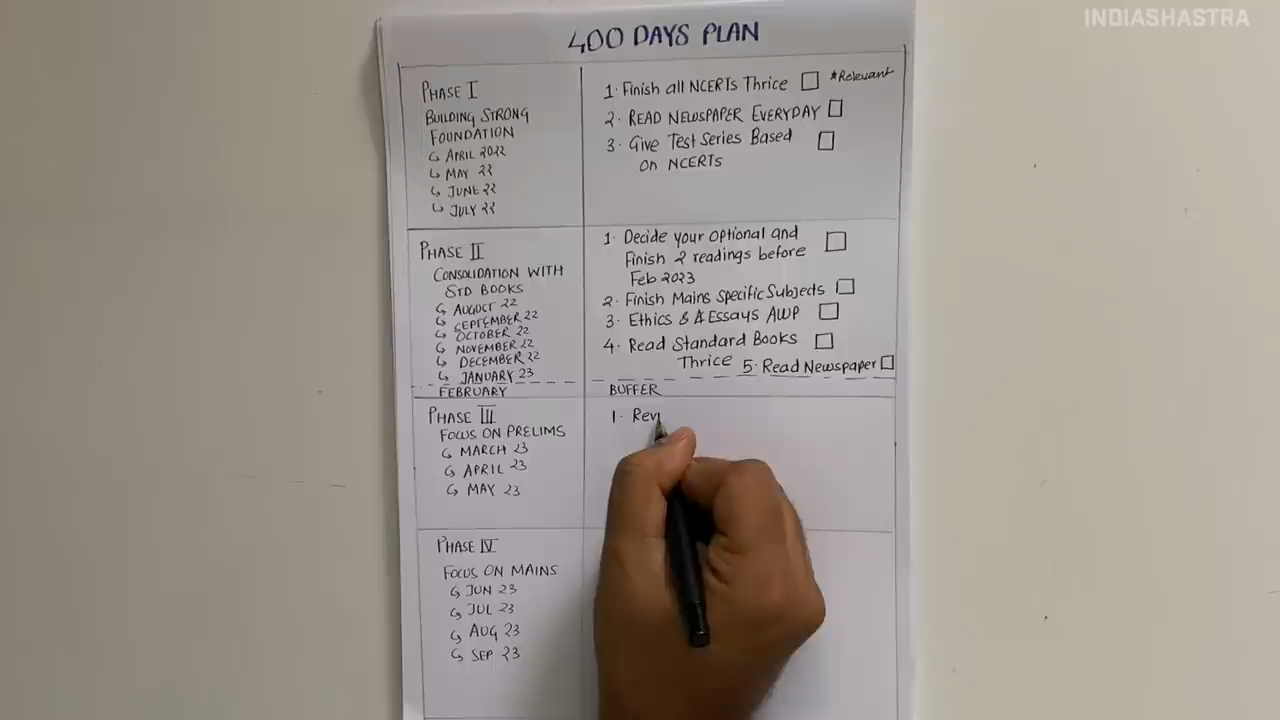 INDIASHASTRA
400 DAYS PLAN
PHASE I
BUILDING STRONG
FOUNDATION
↳ APRIL 2022
↳ MAY 22
↳ JUNE 22
↳ JULY 22
1. Finish all NCERTs Thrice ☐ *Relevant
2. READ NEWSPAPER EVERYDAY ☐
3. Give Test Series Based ☐
on NCERTs
PHASE II
CONSOLIDATION WITH
STD BOOKS
↳ AUGUST 22
↳ SEPTEMBER 22
↳ OCTOBER 22
↳ NOVEMBER 22
↳ DECEMBER 22
↳ JANUARY 23
1. Decide your optional and ☐
Finish 2 readings before
Feb 2023
2. Finish Mains Specific Subjects ☐
3. Ethics & 4 Essays AWP ☐
4. Read Standard Books ☐
Thrice 5. Read Newspaper ☐
FEBRUARY BUFFER
PHASE III
FOCUS ON PRELIMS
↳ MARCH 23
↳ APRIL 23
↳ MAY 23
1. Rev
PHASE IV
FOCUS ON MAINS
↳ JUN 23
↳ JUL 23
↳ AUG 23
↳ SEP 23